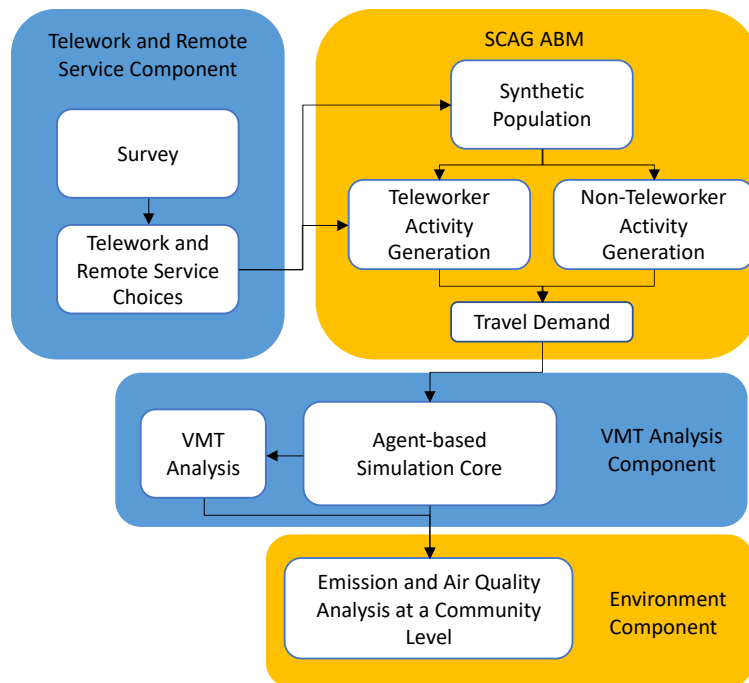 Telework and Remote
Service Component
Survey
Telework and
Remote Service
Choices
SCAG ABM
Synthetic
Population
Teleworker
Activity
Generation
Non-Teleworker
Activity
Generation
Travel Demand
VMT
Analysis
Agent-based
Simulation Core
VMT Analysis
Component
Emission and Air Quality
Analysis at a Community
Level
Environment
Component